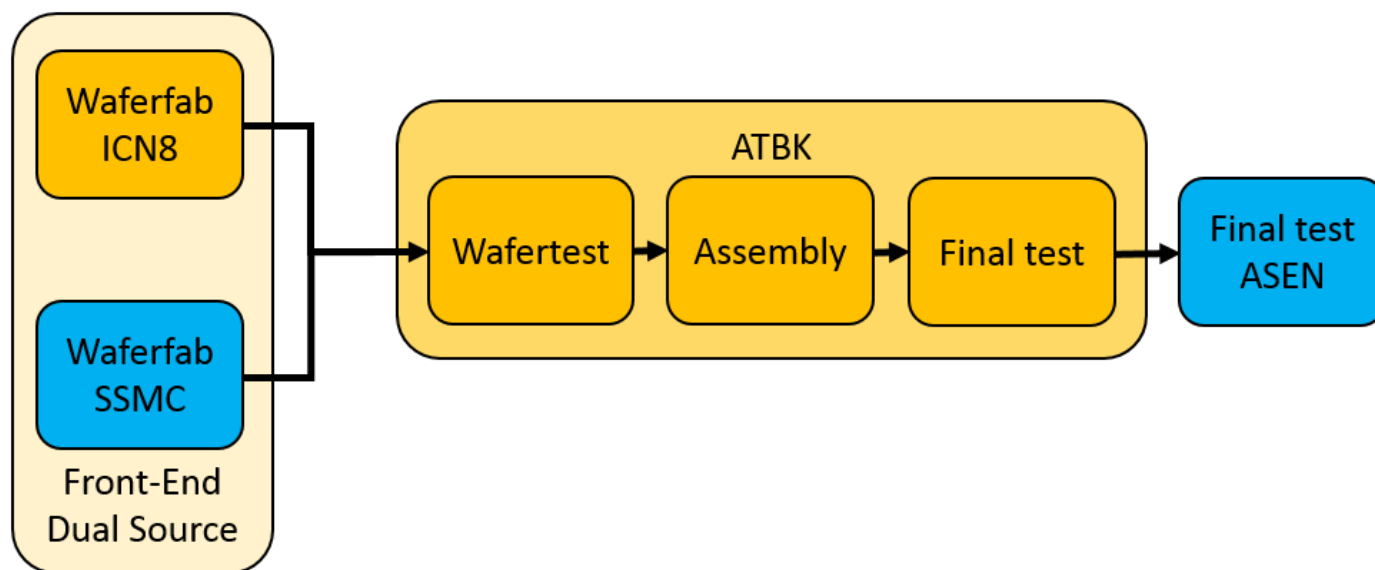 Waferfab
ICN8
Waferfab
SSMC
Front-End
Dual Source
ATBK
Wafertest
Assembly
Final test
Final test
ASEN